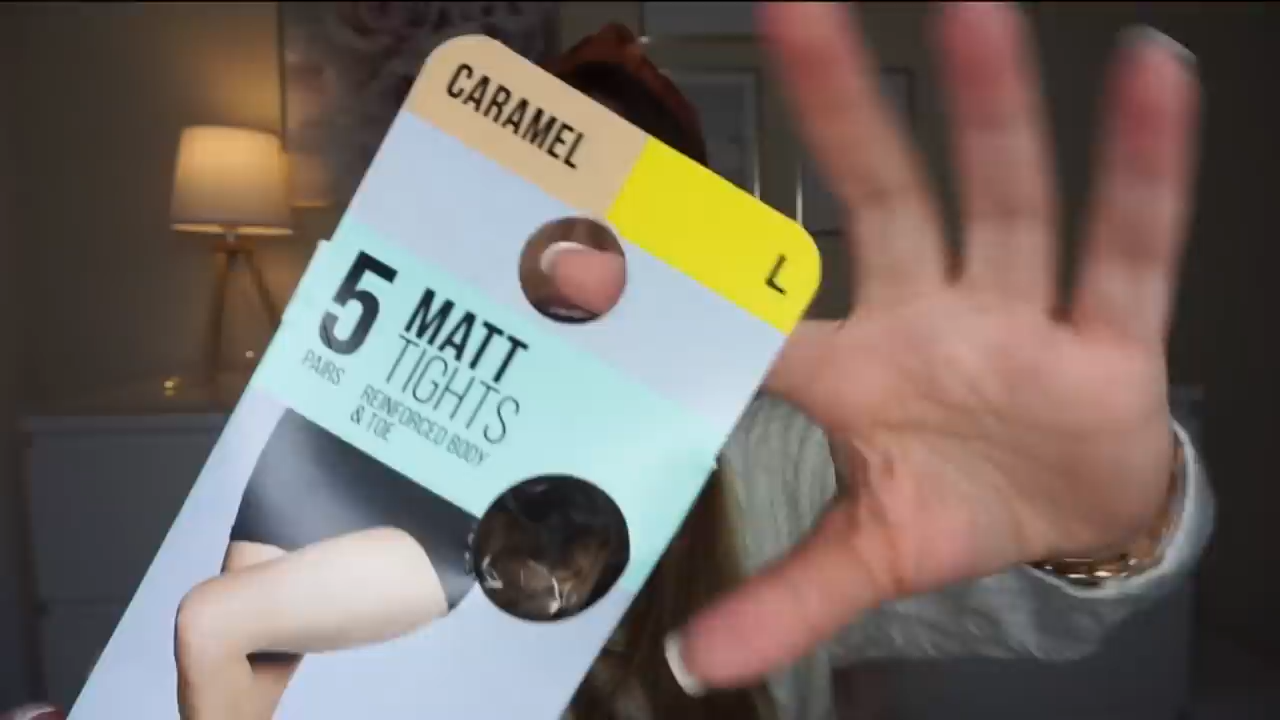 CARAMEL
L
5
PAIRS
MATT
TIGHTS
REINFORCED BODY
& TOE